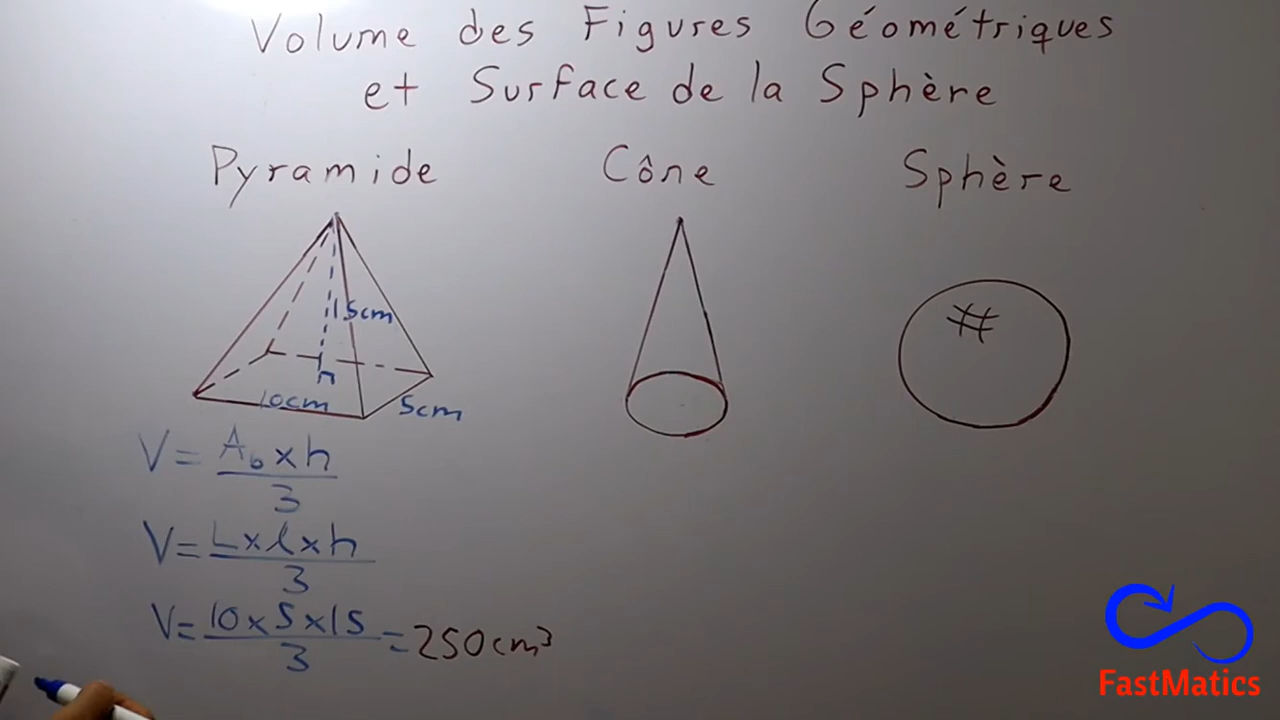 Volume des Figures Géométriques
et Surface de la Sphère
Pyramide
Cône
Sphère
15cm
10cm
5cm
V = Ab x h
3
V = L x l x h
3
V = 10 x 5 x 15
3
= 250cm³
FastMatics